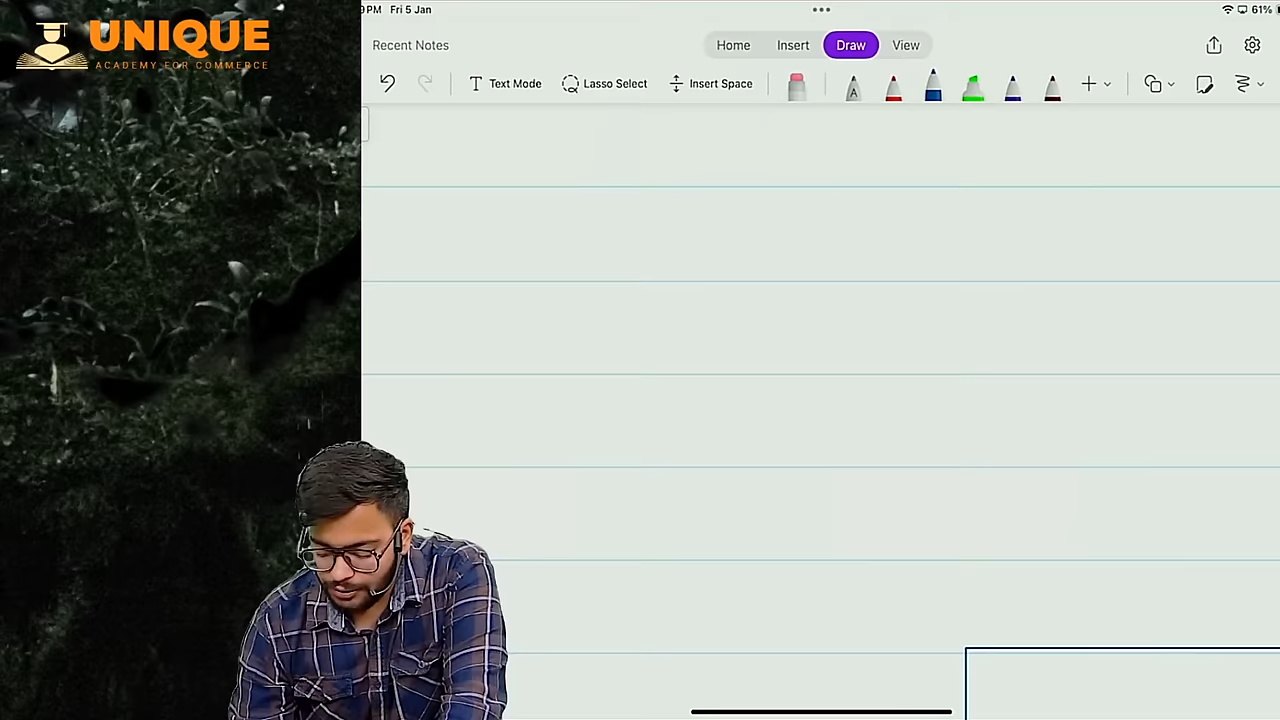 UNIQUE
ACADEMY FOR COMMERCE
PM Fri 5 Jan
61%
Recent Notes
Home Insert Draw View
Text Mode Lasso Select Insert Space
A